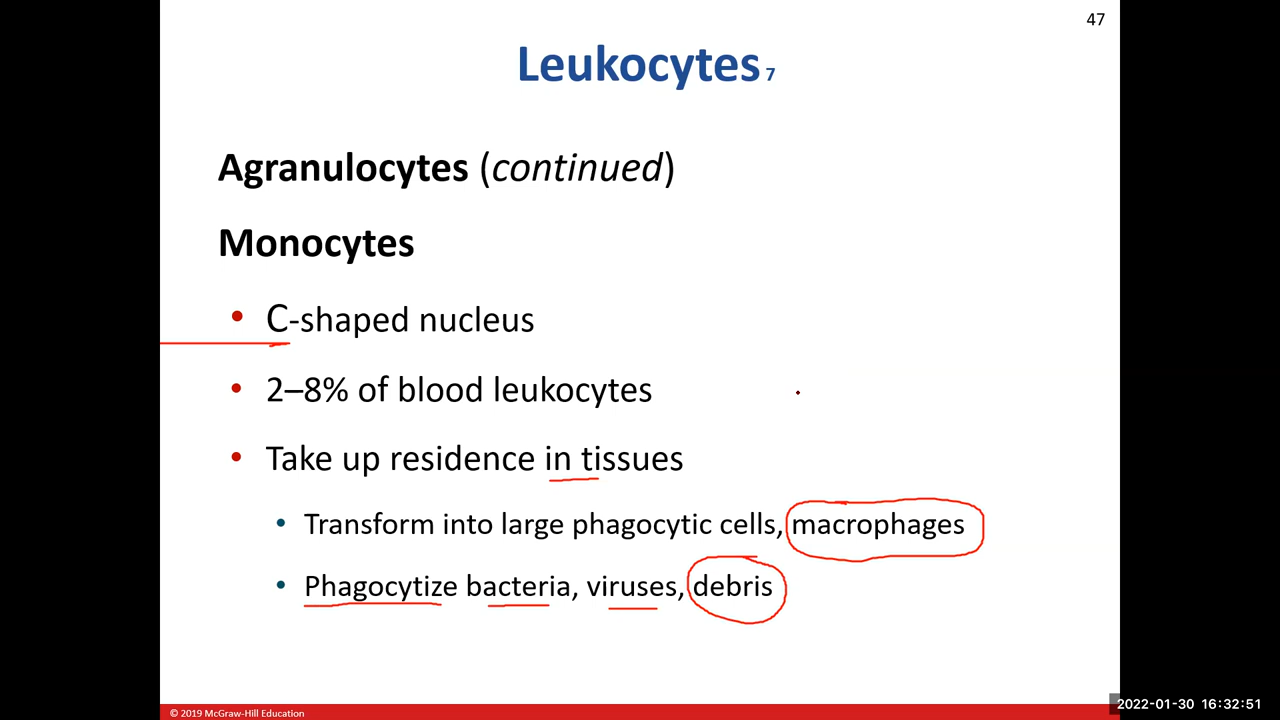 47
Leukocytes 7
Agranulocytes (continued)
Monocytes
• C-shaped nucleus
• 2–8% of blood leukocytes
• Take up residence in tissues
• Transform into large phagocytic cells, macrophages
• Phagocytize bacteria, viruses, debris
© 2019 McGraw-Hill Education
2022-01-30 16:32:51